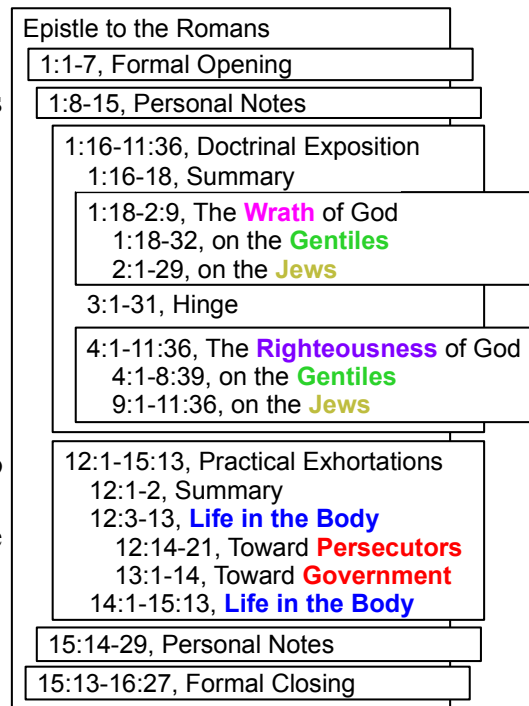 Epistle to the Romans
1:1-7, Formal Opening
s
1:8-15, Personal Notes
1:16-11:36, Doctrinal Exposition
1:16-18, Summary
1:18-2:9, The Wrath of God
1:18-32, on the Gentiles
2:1-29, on the Jews
3:1-31, Hinge
4:1-11:36, The Righteousness of God
4:1-8:39, on the Gentiles
9:1-11:36, on the Jews
12:1-15:13, Practical Exhortations
12:1-2, Summary
12:3-13, Life in the Body
12:14-21, Toward Persecutors
13:1-14, Toward Government
14:1-15:13, Life in the Body
15:14-29, Personal Notes
15:13-16:27, Formal Closing